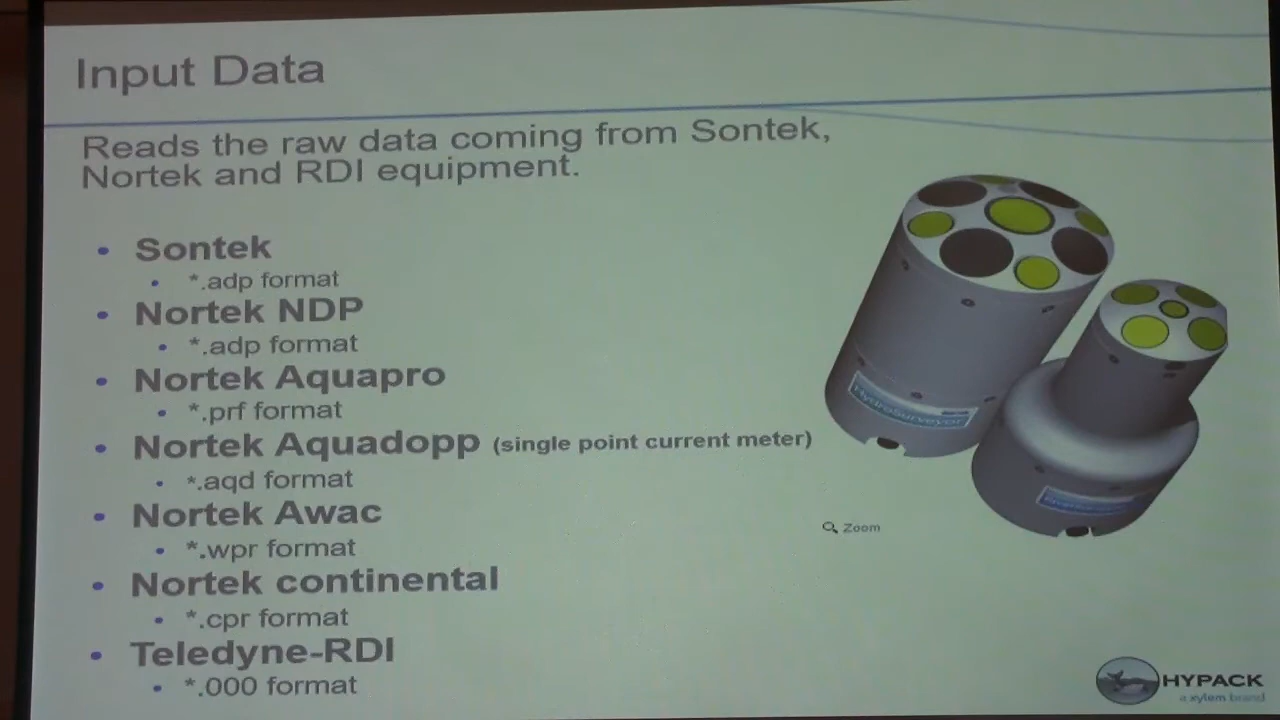 Input Data
Reads the raw data coming from Sontek,
Nortek and RDI equipment.
• Sontek
• *.adp format
• Nortek NDP
• *.adp format
• Nortek Aquapro
• *.prf format
• Nortek Aquadopp (single point current meter)
• *.aqd format
• Nortek Awac
• *.wpr format
• Nortek continental
• *.cpr format
• Teledyne-RDI
• *.000 format
HydroSurveyor
Zoom
HYPACK
a xylem brand